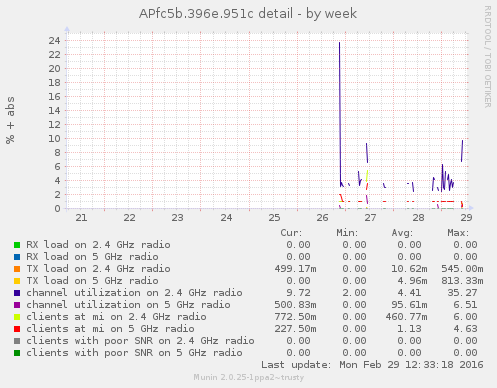 APfc5b.396e.951c detail - by week
RRDTOOL / TOBI OETIKER
% + abs
24
22
20
18
16
14
12
10
8
6
4
2
0
21 22 23 24 25 26 27 28 29
Cur: Min: Avg: Max:
RX load on 2.4 GHz radio 0.00 0.00 0.00 0.00
RX load on 5 GHz radio 0.00 0.00 0.00 0.00
TX load on 2.4 GHz radio 499.17m 0.00 10.62m 545.00m
TX load on 5 GHz radio 0.00 0.00 4.96m 813.33m
channel utilization on 2.4 GHz radio 9.72 2.00 4.41 35.27
channel utilization on 5 GHz radio 500.83m 0.00 95.61m 6.51
clients at mi on 2.4 GHz radio 772.50m 0.00 460.77m 6.00
clients at mi on 5 GHz radio 227.50m 0.00 1.13 4.63
clients with poor SNR on 2.4 GHz radio 0.00 0.00 0.00 0.00
clients with poor SNR on 5 GHz radio 0.00 0.00 0.00 0.00
Last update: Mon Feb 29 12:33:18 2016
Munin 2.0.25-1ppa2~trusty